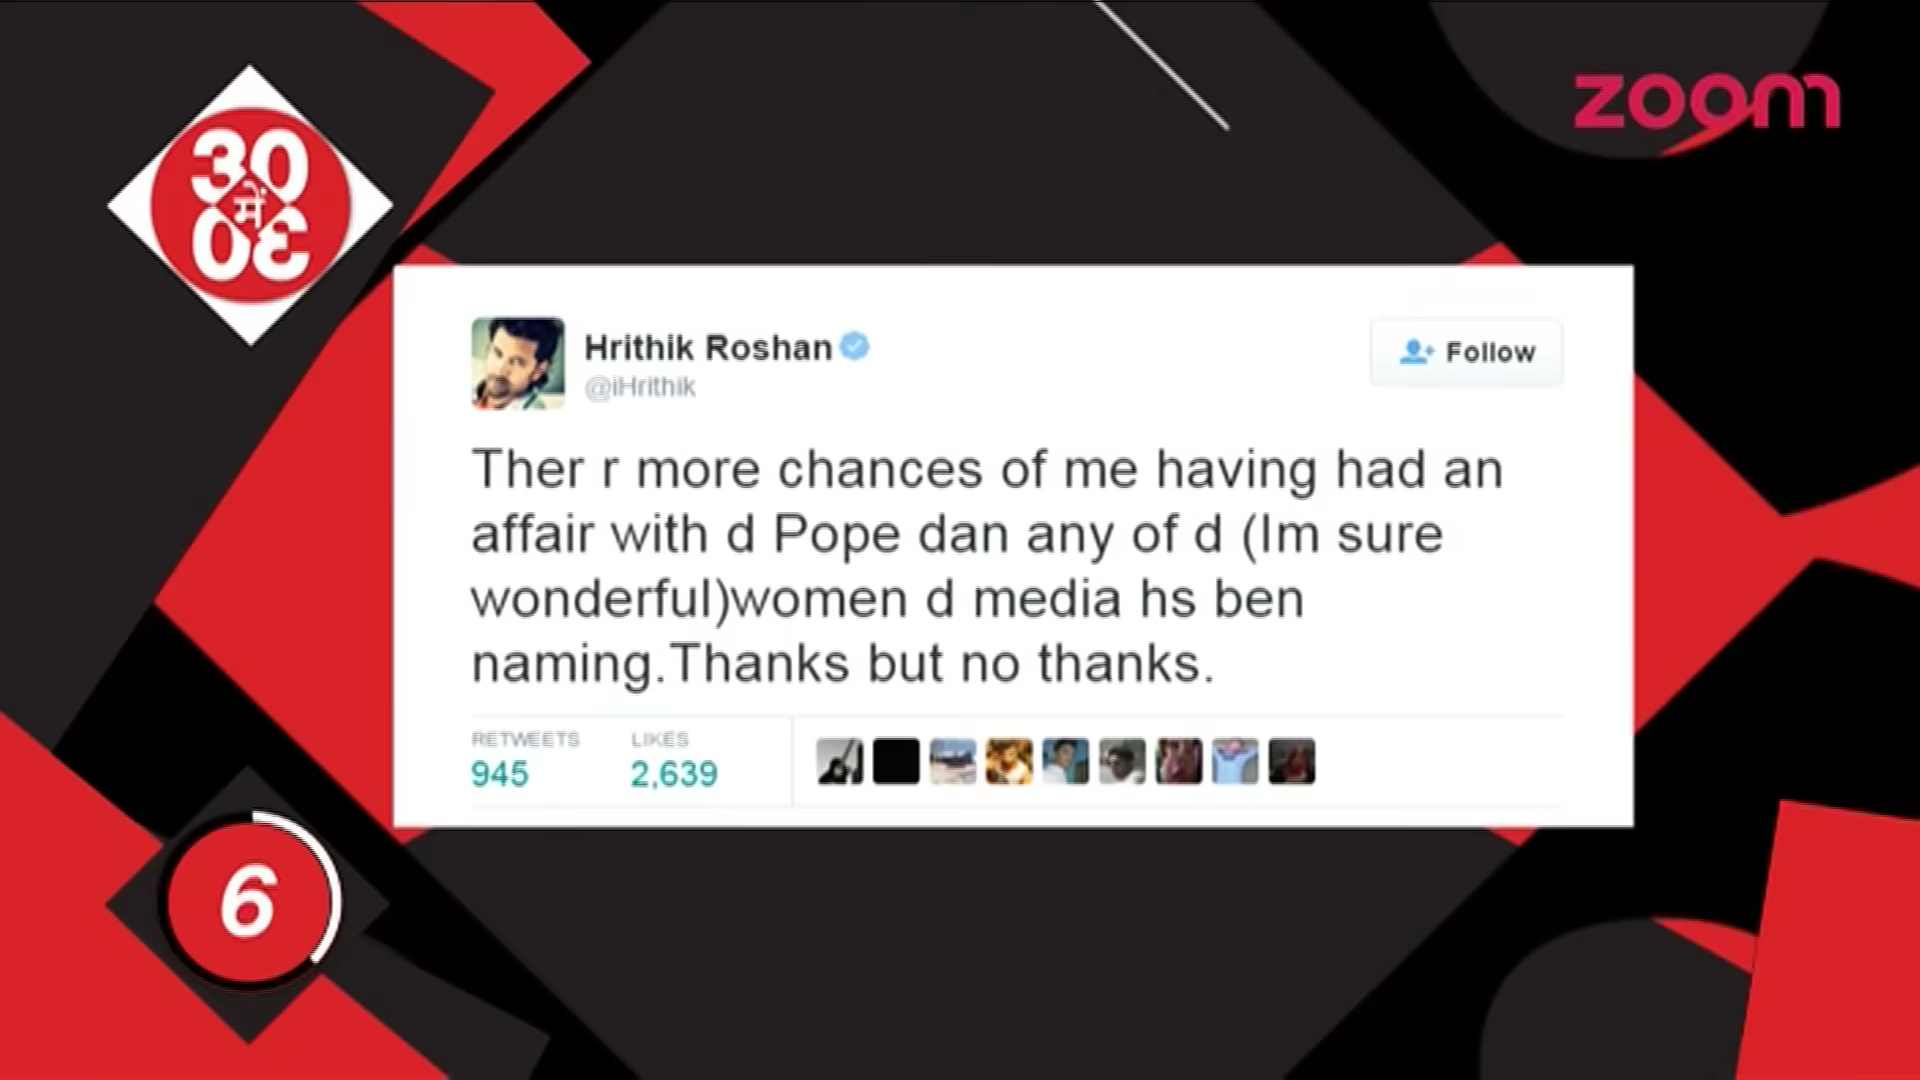 30
में
30
zoom
Hrithik Roshan
@iHrithik
Follow
Ther r more chances of me having had an
affair with d Pope dan any of d (Im sure
wonderful)women d media hs ben
naming.Thanks but no thanks.
RETWEETS LIKES
945 2,639
6